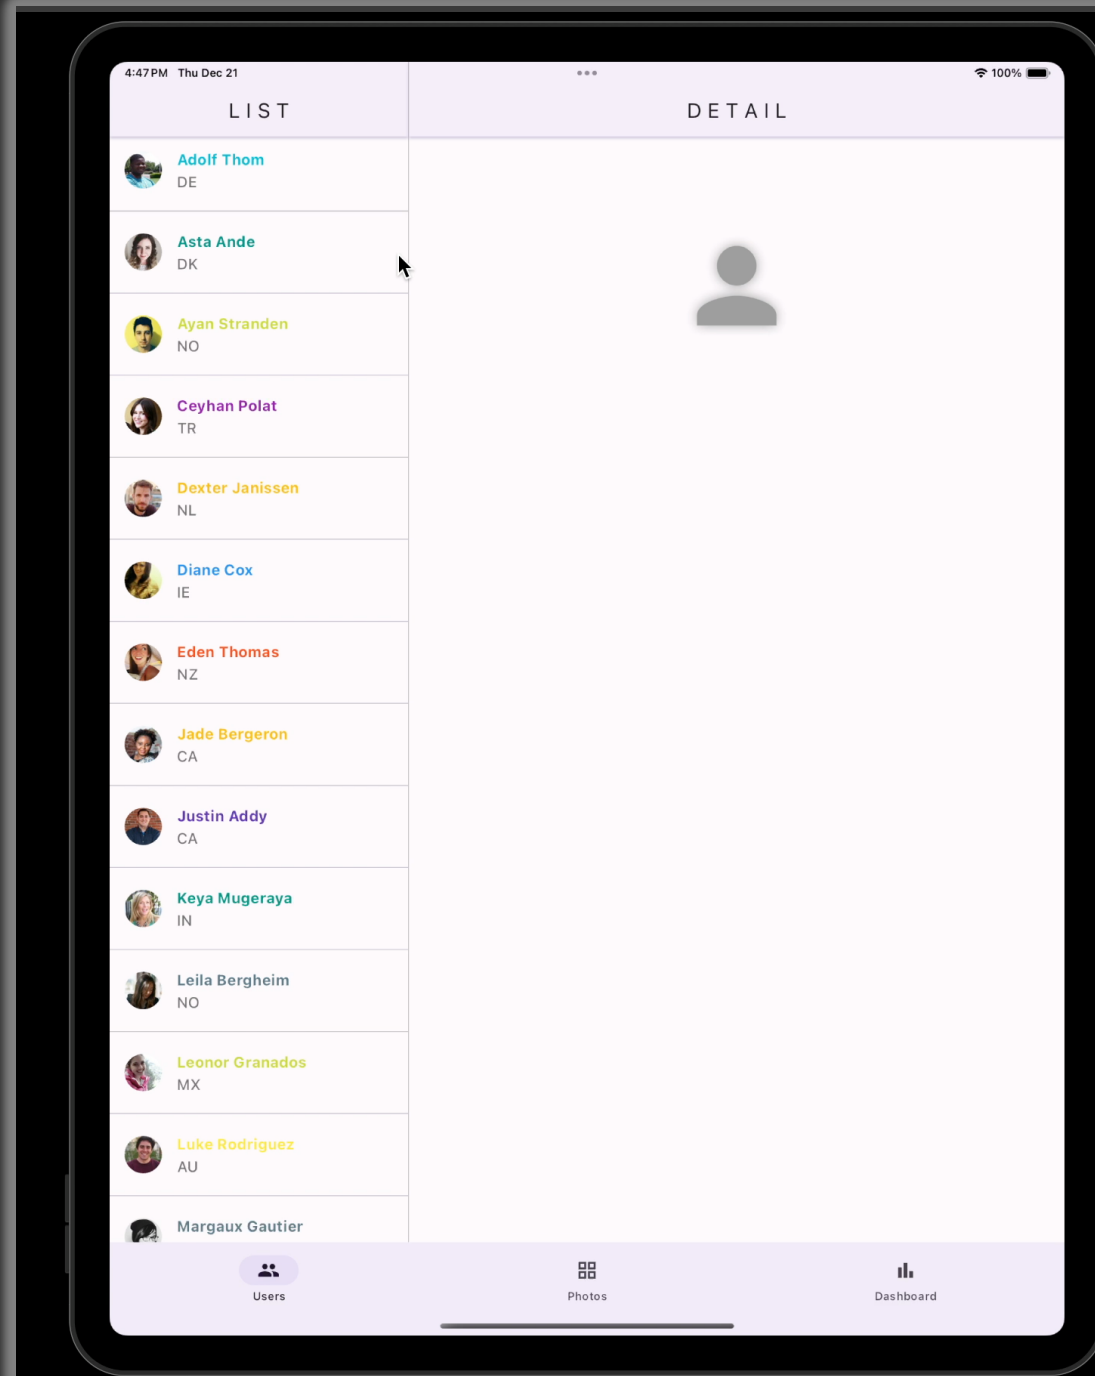 4:47 PM Thu Dec 21
100%
LIST
DETAIL
Adolf Thom
DE
Asta Ande
DK
Ayan Stranden
NO
Ceyhan Polat
TR
Dexter Janissen
NL
Diane Cox
IE
Eden Thomas
NZ
Jade Bergeron
CA
Justin Addy
CA
Keya Mugeraya
IN
Leila Bergheim
NO
Leonor Granados
MX
Luke Rodriguez
AU
Margaux Gautier
Users
Photos
Dashboard